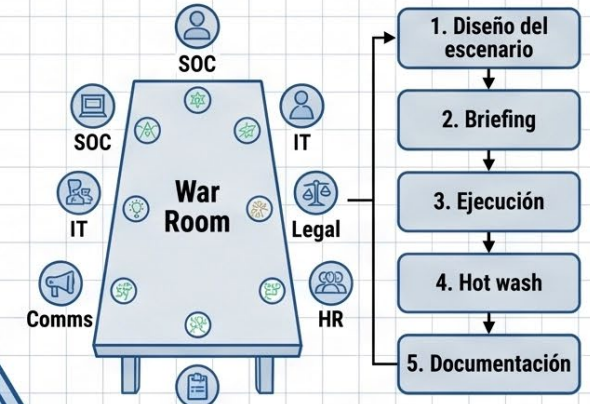 SOC
SOC
IT
IT
War
Room
Legal
Comms
HR
1. Diseño del
escenario
2. Briefing
3. Ejecución
4. Hot wash
5. Documentación